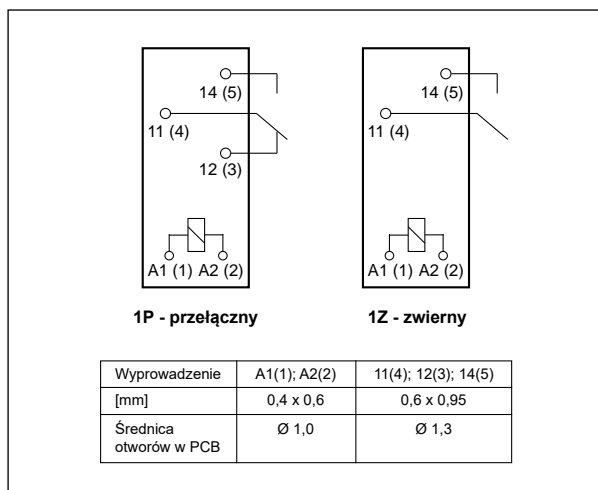 14 (5)
11 (4)
12 (3)
A1 (1) A2 (2)
1P - przełączny
14 (5)
11 (4)
A1 (1) A2 (2)
1Z - zwierny
Wyprowadzenie A1(1); A2(2) 11(4); 12(3); 14(5)
[mm] 0,4 x 0,6 0,6 x 0,95
Średnica
otworów w PCB Ø 1,0 Ø 1,3